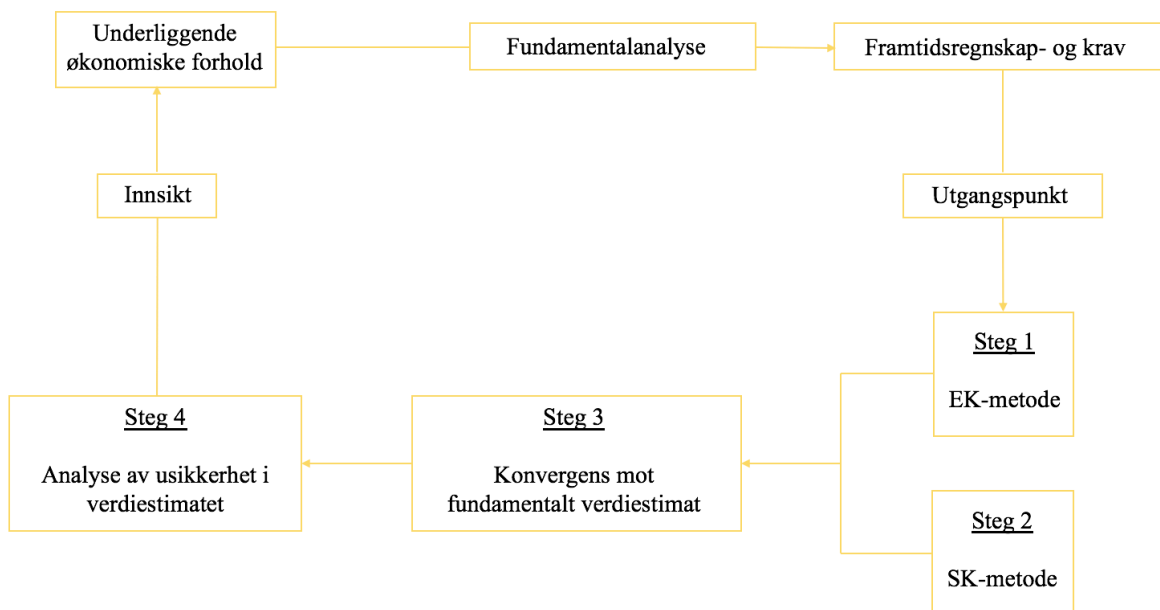 Underliggende
økonomiske forhold
Fundamentalanalyse
Framtidsregnskap- og krav
Innsikt
Utgangspunkt
Steg 1
EK-metode
Steg 4
Analyse av usikkerhet i
verdiestimatet
Steg 3
Konvergens mot
fundamentalt verdiestimat
Steg 2
SK-metode